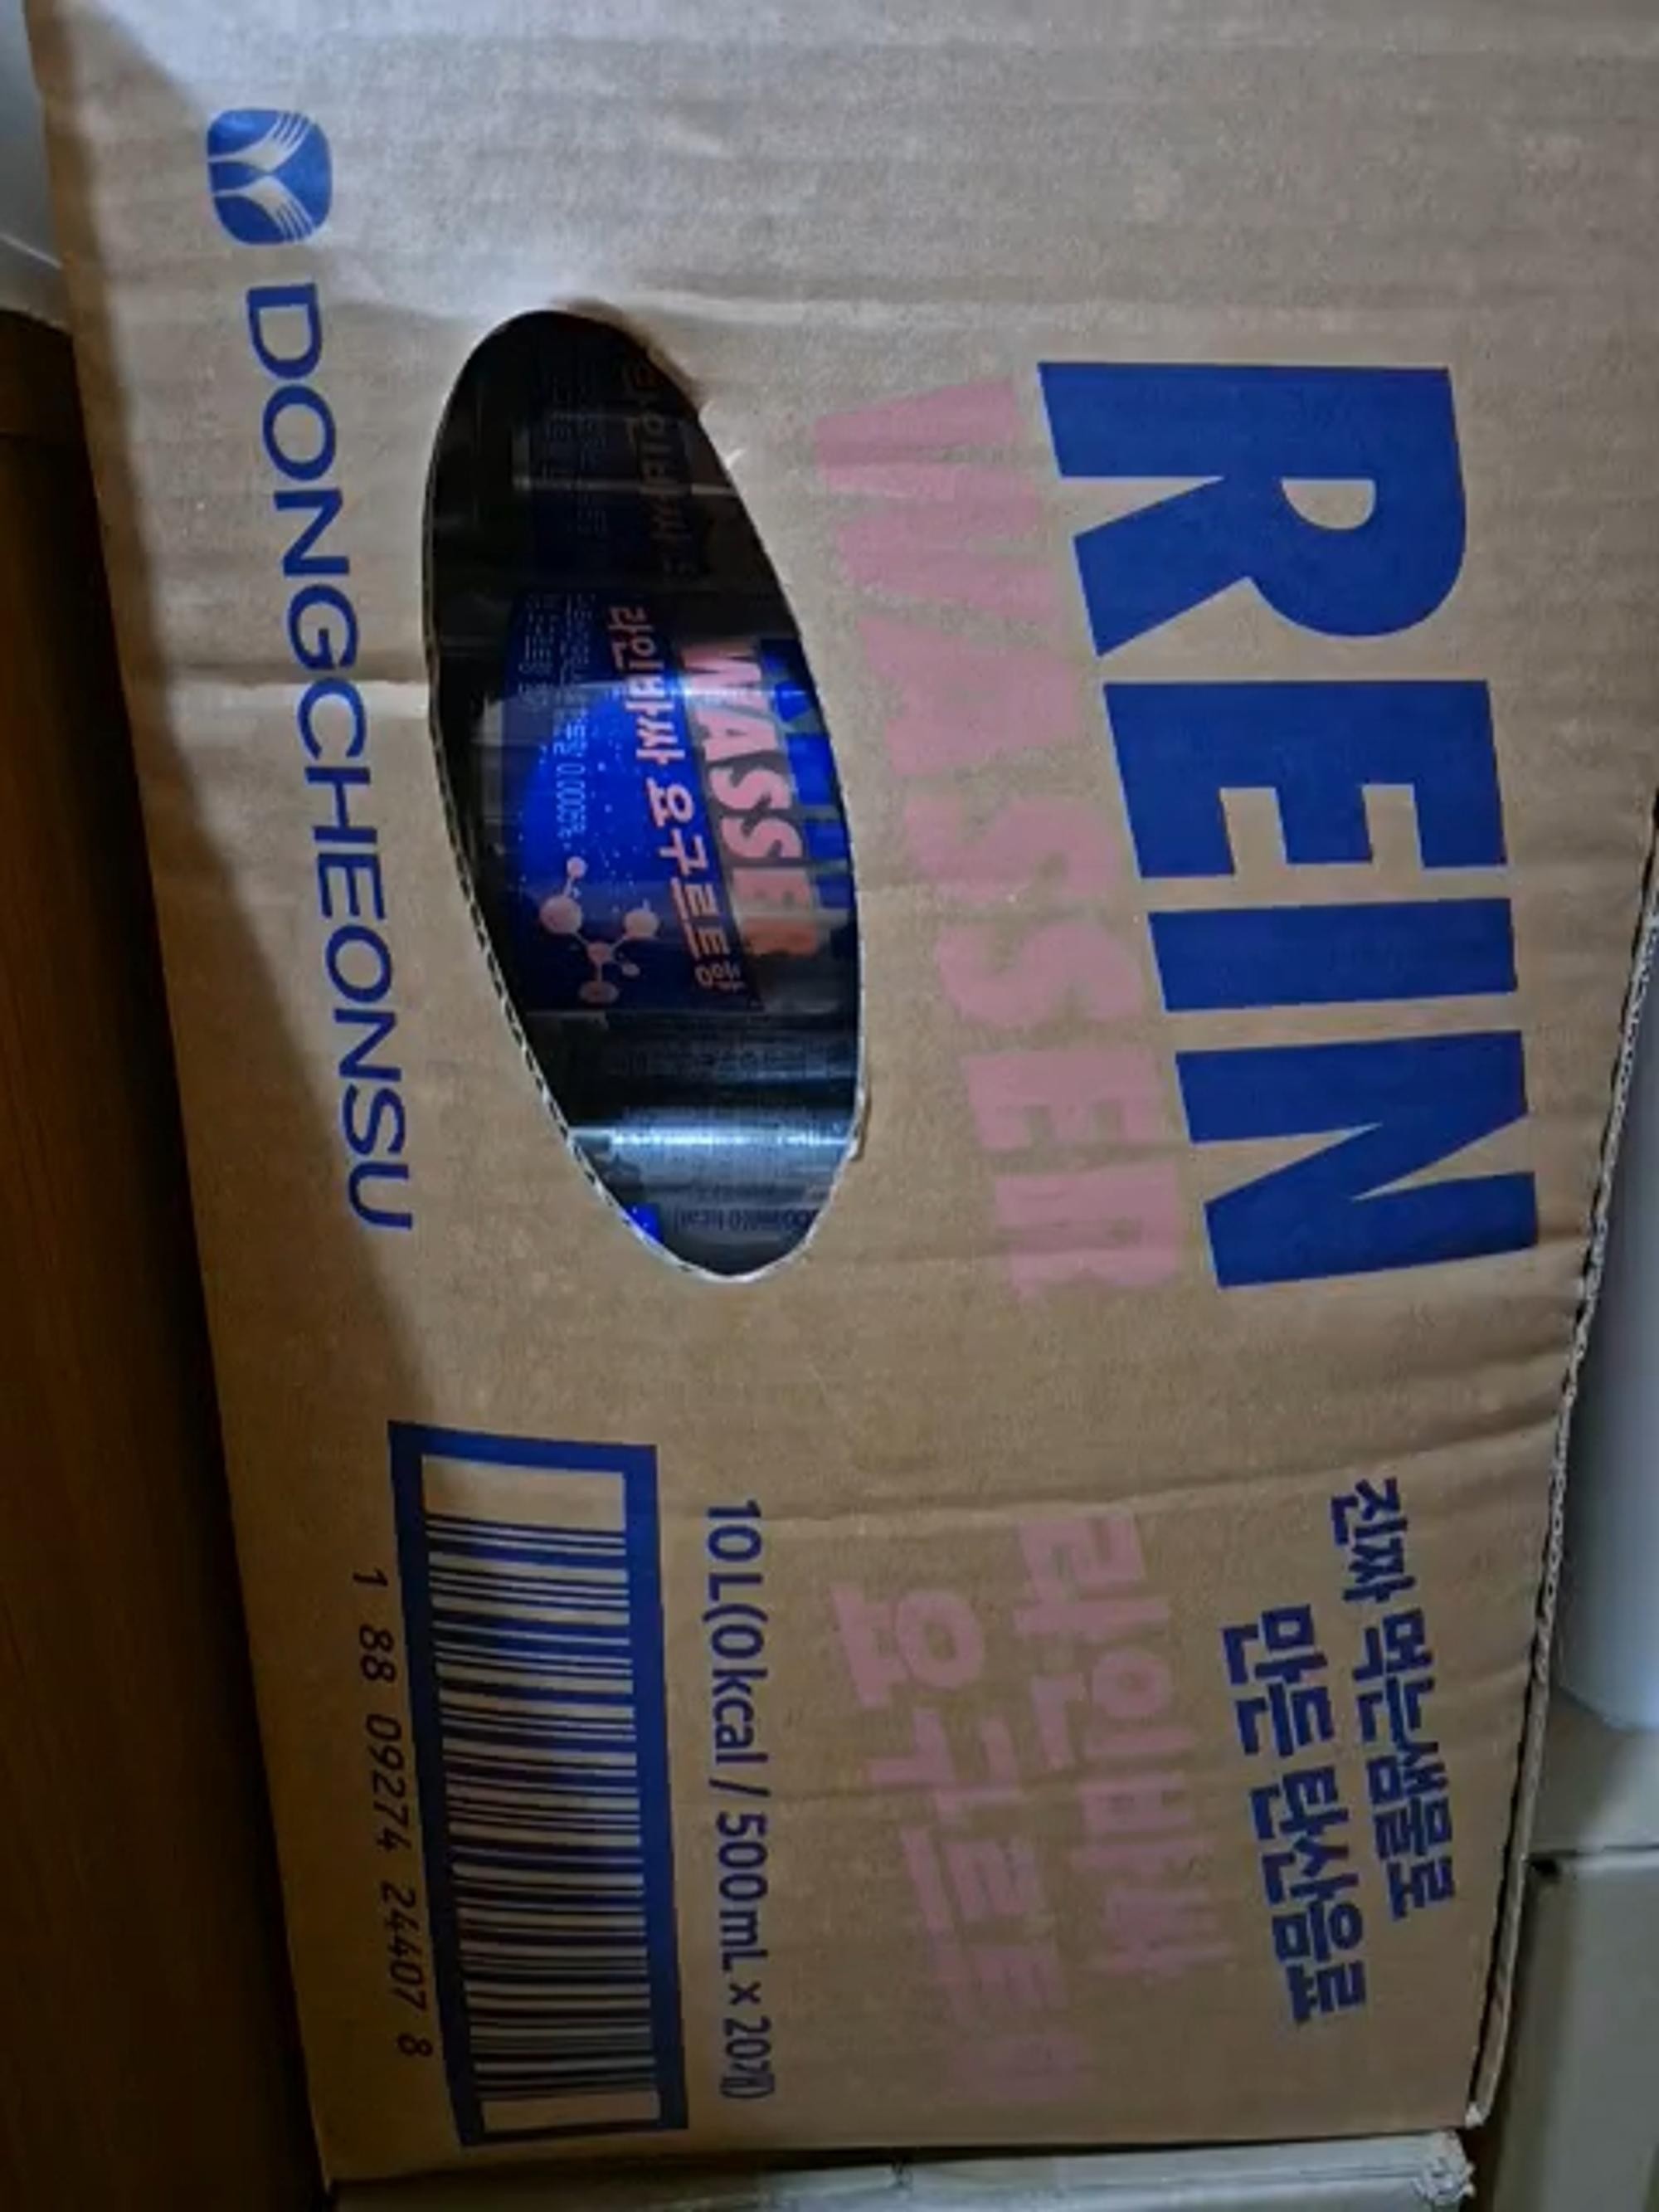 REIN
WASSER
진짜 먹는샘물로
만든 탄산음료
라인바싸
요구르트향
10L(0kcal / 500mL x 20개)
1 88 09274 24407 8
WASSER
라인바싸 요구르트향
DONGCHEONSU